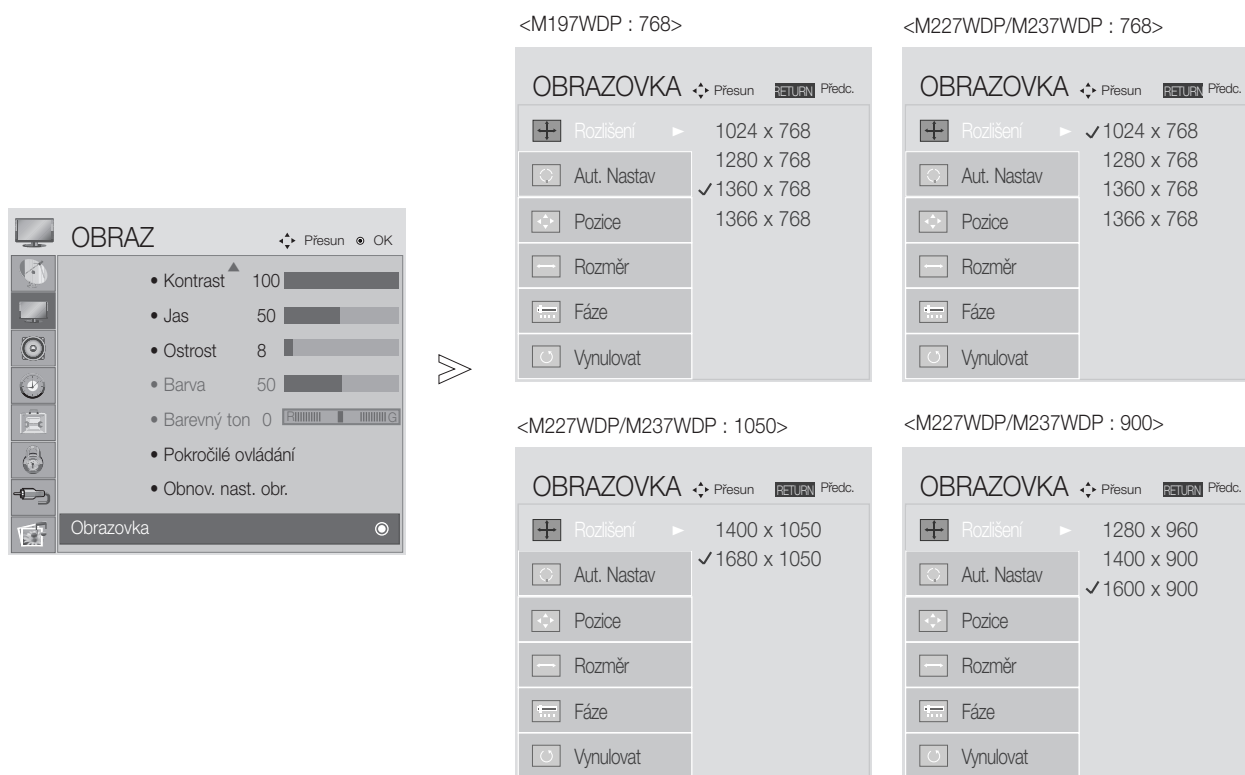 <M197WDP : 768>
OBRAZOVKA Přesun RETURN Předc.
Rozlišení
Aut. Nastav
Pozice
Rozměr
Fáze
Vynulovat
1024 x 768
1280 x 768
✓1360 x 768
1366 x 768
<M227WDP/M237WDP : 768>
OBRAZOVKA Přesun RETURN Předc.
Rozlišení
Aut. Nastav
Pozice
Rozměr
Fáze
Vynulovat
✓1024 x 768
1280 x 768
1360 x 768
1366 x 768
OBRAZ Přesun OK
• Kontrast 100
• Jas 50
• Ostrost 8
• Barva 50
• Barevný ton 0 R G
• Pokročilé ovládání
• Obnov. nast. obr.
Obrazovka
<M227WDP/M237WDP : 1050>
OBRAZOVKA Přesun RETURN Předc.
Rozlišení
Aut. Nastav
Pozice
Rozměr
Fáze
Vynulovat
1400 x 1050
✓1680 x 1050
<M227WDP/M237WDP : 900>
OBRAZOVKA Přesun RETURN Předc.
Rozlišení
Aut. Nastav
Pozice
Rozměr
Fáze
Vynulovat
1280 x 960
1400 x 900
✓1600 x 900